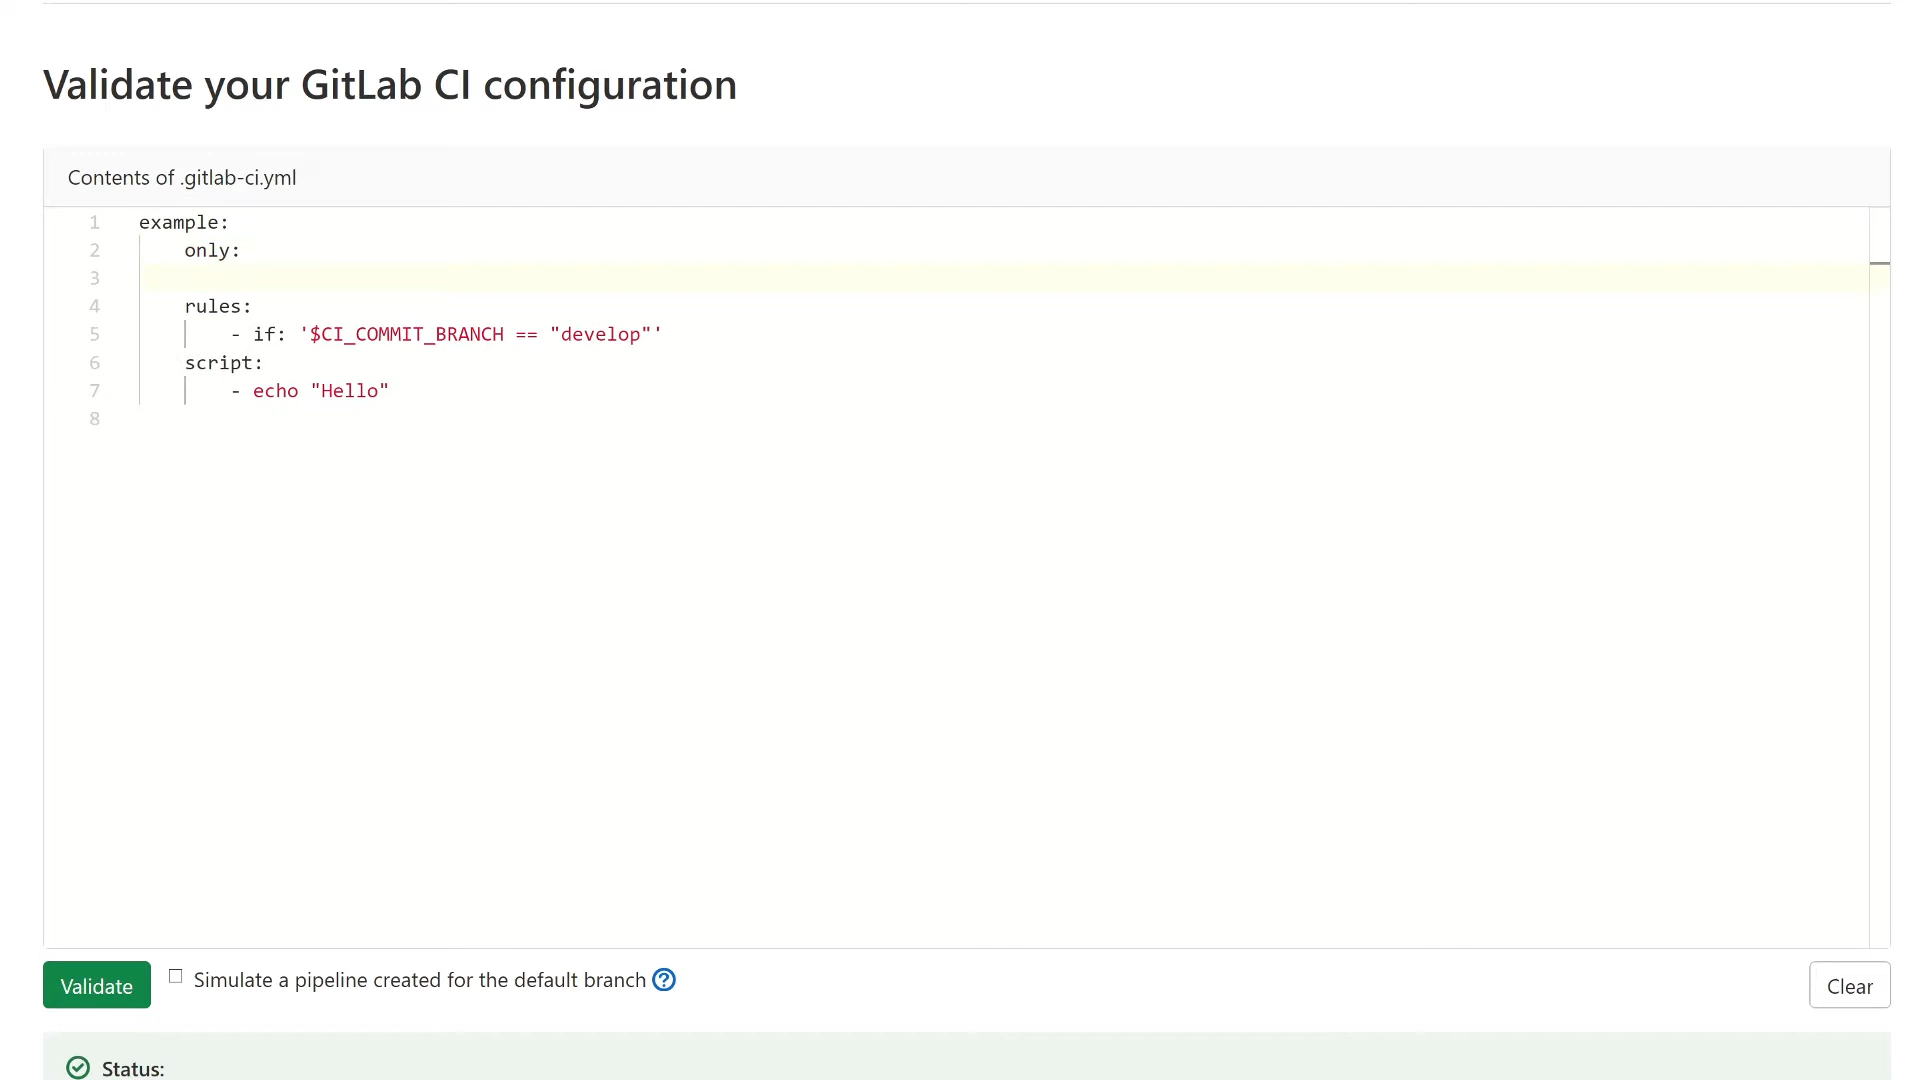 Validate your GitLab CI configuration
Contents of .gitlab-ci.yml
1 example:
2 only:
3
4 rules:
5 - if: '$CI_COMMIT_BRANCH == "develop"'
6 script:
7 - echo "Hello"
8
Validate Simulate a pipeline created for the default branch ? Clear
Status: